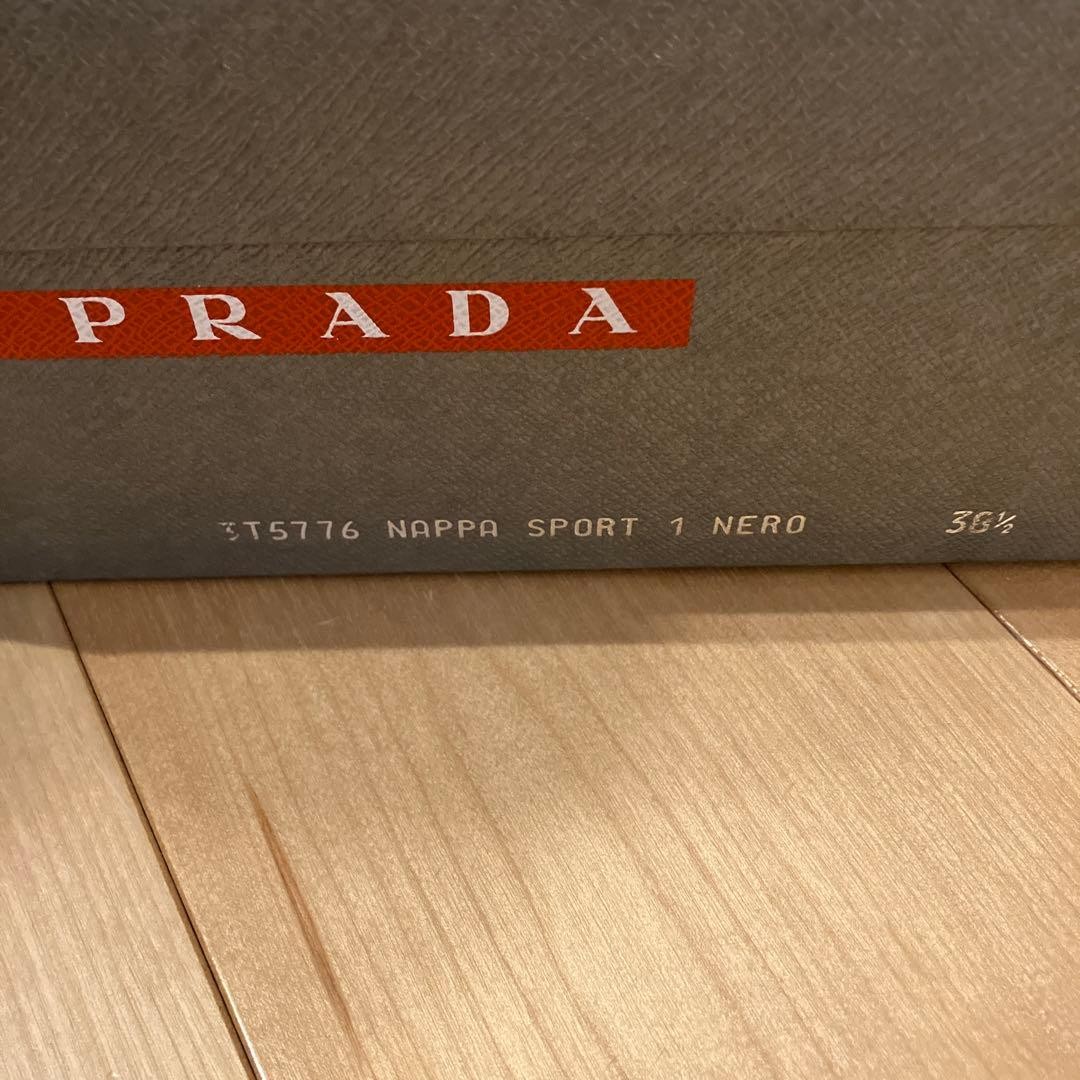 PRADA
3T5776 NAPPA SPORT 1 NERO 38½